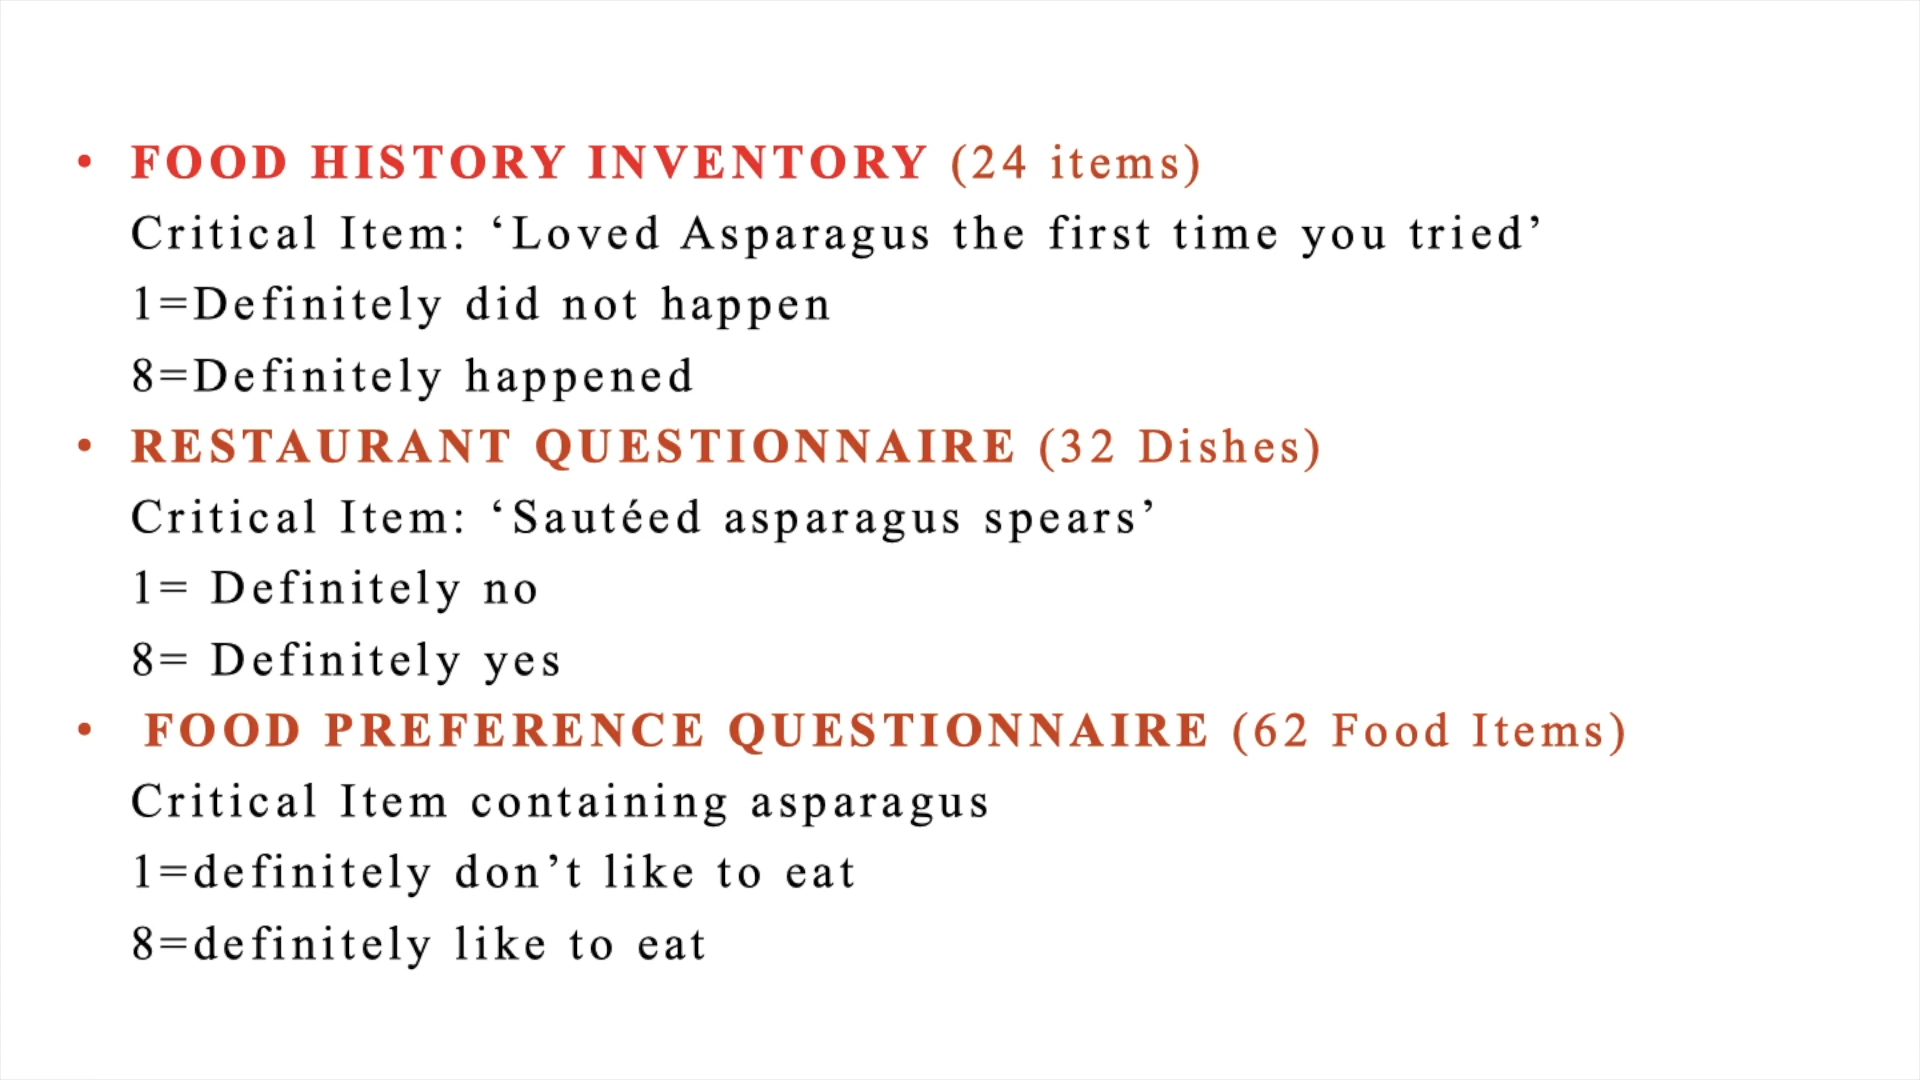 • FOOD HISTORY INVENTORY (24 items)
Critical Item: ‘Loved Asparagus the first time you tried’
1=Definitely did not happen
8=Definitely happened
• RESTAURANT QUESTIONNAIRE (32 Dishes)
Critical Item: ‘Sautéed asparagus spears’
1= Definitely no
8= Definitely yes
• FOOD PREFERENCE QUESTIONNAIRE (62 Food Items)
Critical Item containing asparagus
1=definitely don’t like to eat
8=definitely like to eat